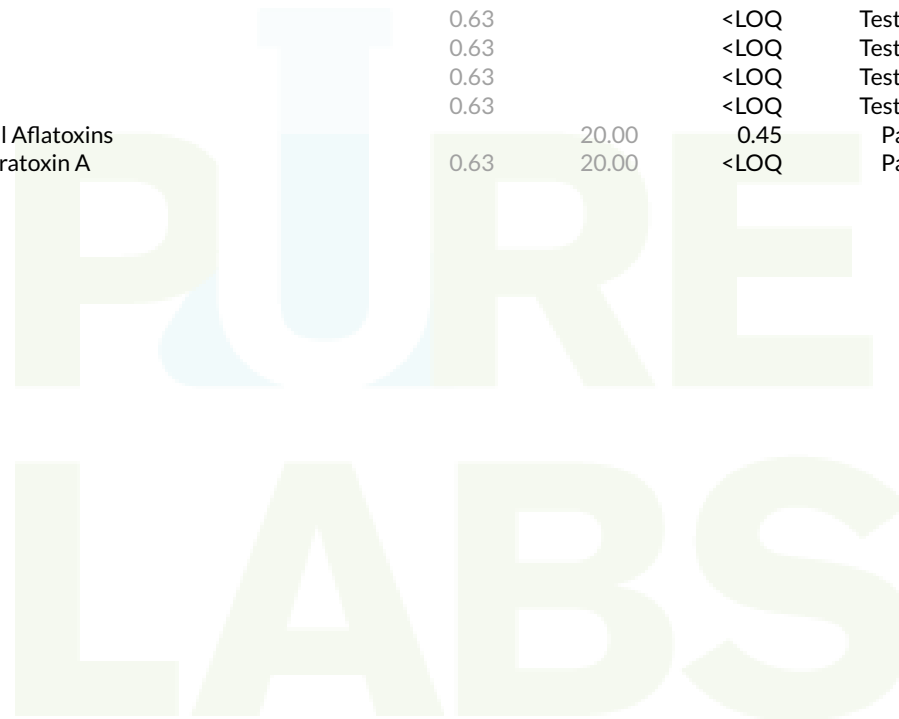 0.63 <LOQ Test
0.63 <LOQ Test
0.63 <LOQ Test
0.63 <LOQ Test
l Aflatoxins 20.00 0.45 Pa
ratoxin A 0.63 20.00 <LOQ Pa
PURE
LABS